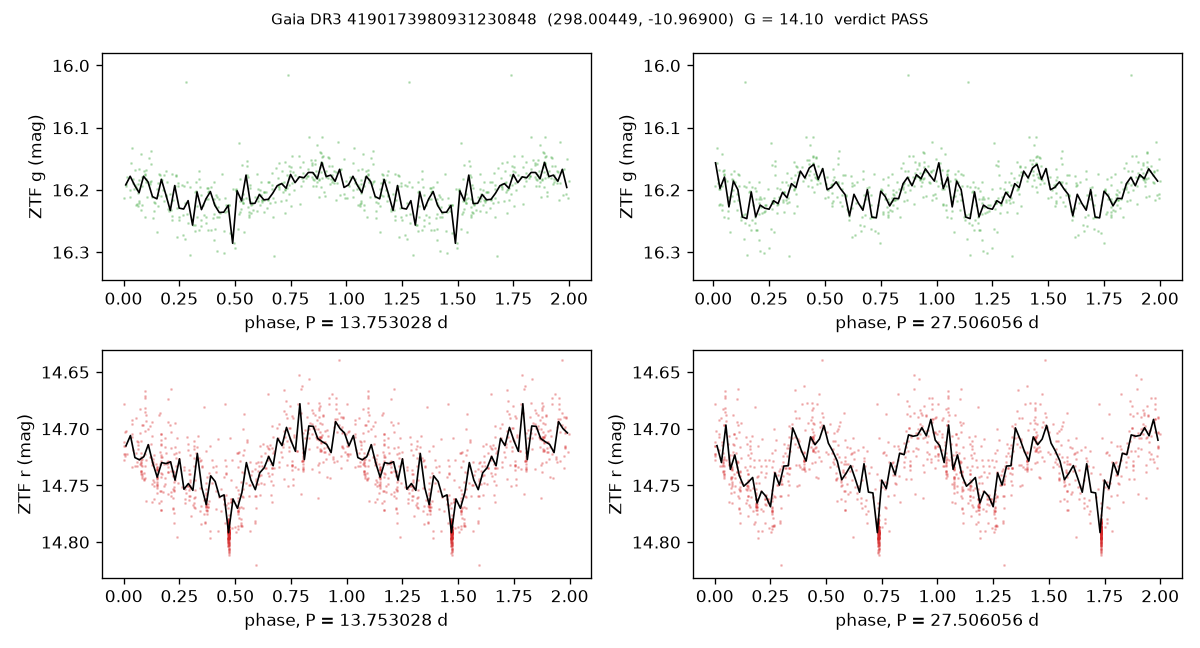 Gaia DR3 4190173980931230848 (298.00449, -10.96900) G = 14.10 verdict PASS
ZTF g (mag)
16.0
16.1
16.2
16.3
0.00 0.25 0.50 0.75 1.00 1.25 1.50 1.75 2.00
phase, P = 13.753028 d
ZTF g (mag)
16.0
16.1
16.2
16.3
0.00 0.25 0.50 0.75 1.00 1.25 1.50 1.75 2.00
phase, P = 27.506056 d
ZTF r (mag)
14.65
14.70
14.75
14.80
0.00 0.25 0.50 0.75 1.00 1.25 1.50 1.75 2.00
phase, P = 13.753028 d
ZTF r (mag)
14.65
14.70
14.75
14.80
0.00 0.25 0.50 0.75 1.00 1.25 1.50 1.75 2.00
phase, P = 27.506056 d